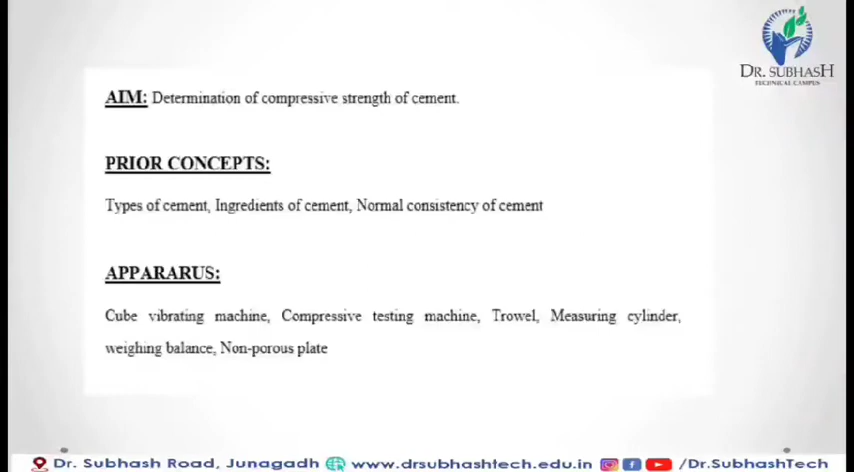 DR. SUBHASH
TECHNICAL CAMPUS
AIM: Determination of compressive strength of cement.
PRIOR CONCEPTS:
Types of cement, Ingredients of cement, Normal consistency of cement
APPARARUS:
Cube vibrating machine, Compressive testing machine, Trowel, Measuring cylinder,
weighing balance, Non-porous plate
Dr. Subhash Road, Junagadh www.drsubhashtech.edu.in /Dr.SubhashTech